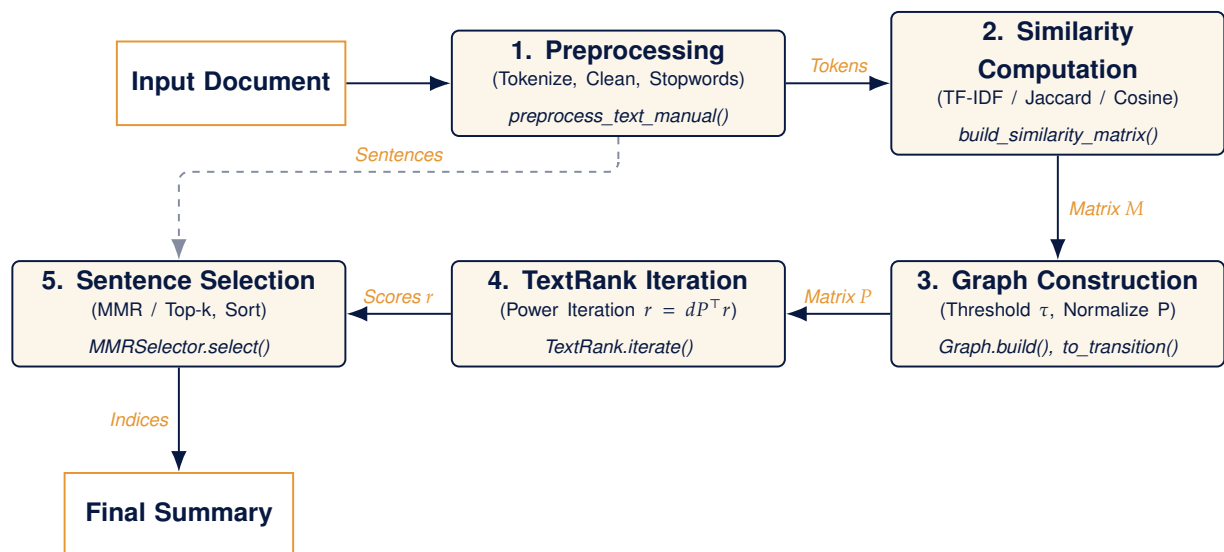 Input Document
1. Preprocessing
(Tokenize, Clean, Stopwords)
preprocess_text_manual()
Tokens
2. Similarity
Computation
(TF-IDF / Jaccard / Cosine)
build_similarity_matrix()
Sentences
Matrix M
5. Sentence Selection
(MMR / Top-k, Sort)
MMRSelector.select()
Scores r
4. TextRank Iteration
(Power Iteration r = dP⊤r)
TextRank.iterate()
Matrix P
3. Graph Construction
(Threshold τ, Normalize P)
Graph.build(), to_transition()
Indices
Final Summary